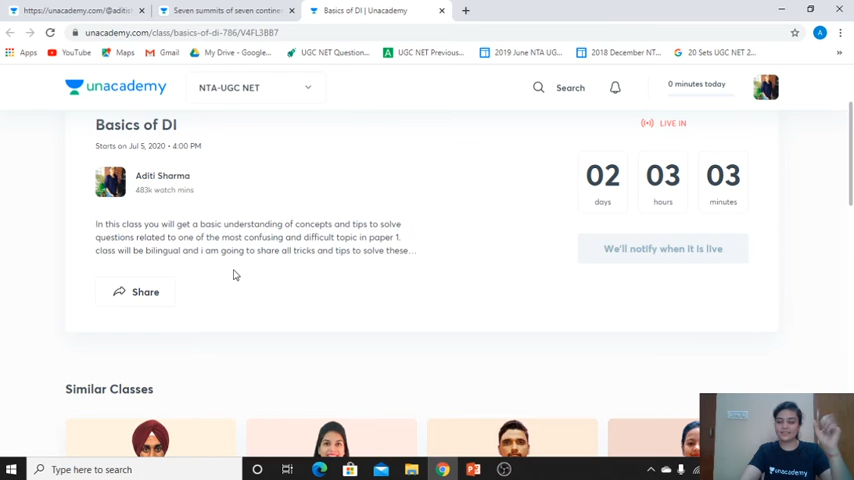 https://unacademy.com/@aditish
Seven summits of seven contine
Basics of DI | Unacademy
unacademy.com/class/basics-of-di-786/V4FL3BB7
A
Apps
YouTube
Maps
Gmail
My Drive - Google...
UGC NET Question...
UGC NET Previous...
2019 June NTA UG...
2018 December NT...
20 Sets UGC NET 2...
unacademy
NTA-UGC NET
Search
0 minutes today
Basics of DI
LIVE IN
Starts on Jul 5, 2020 • 4:00 PM
Aditi Sharma
483k watch mins
02
03
03
days
hours
minutes
In this class you will get a basic understanding of concepts and tips to solve
questions related to one of the most confusing and difficult topic in paper 1.
class will be bilingual and i am going to share all tricks and tips to solve these...
We'll notify when it is live
Share
Similar Classes
unacademy
Type here to search